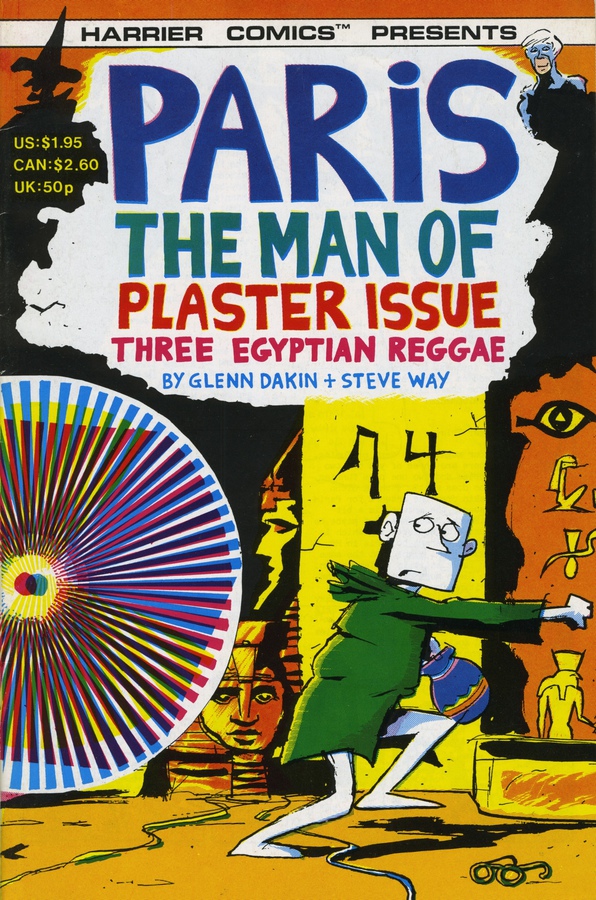 HARRIER COMICS™ PRESENTS
US:$1.95
CAN:$2.60
UK:50p
PARiS
THE MAN OF
PLASTER ISSUE
THREE EGYPTIAN REGGAE
BY GLENN DAKIN + STEVE WAY